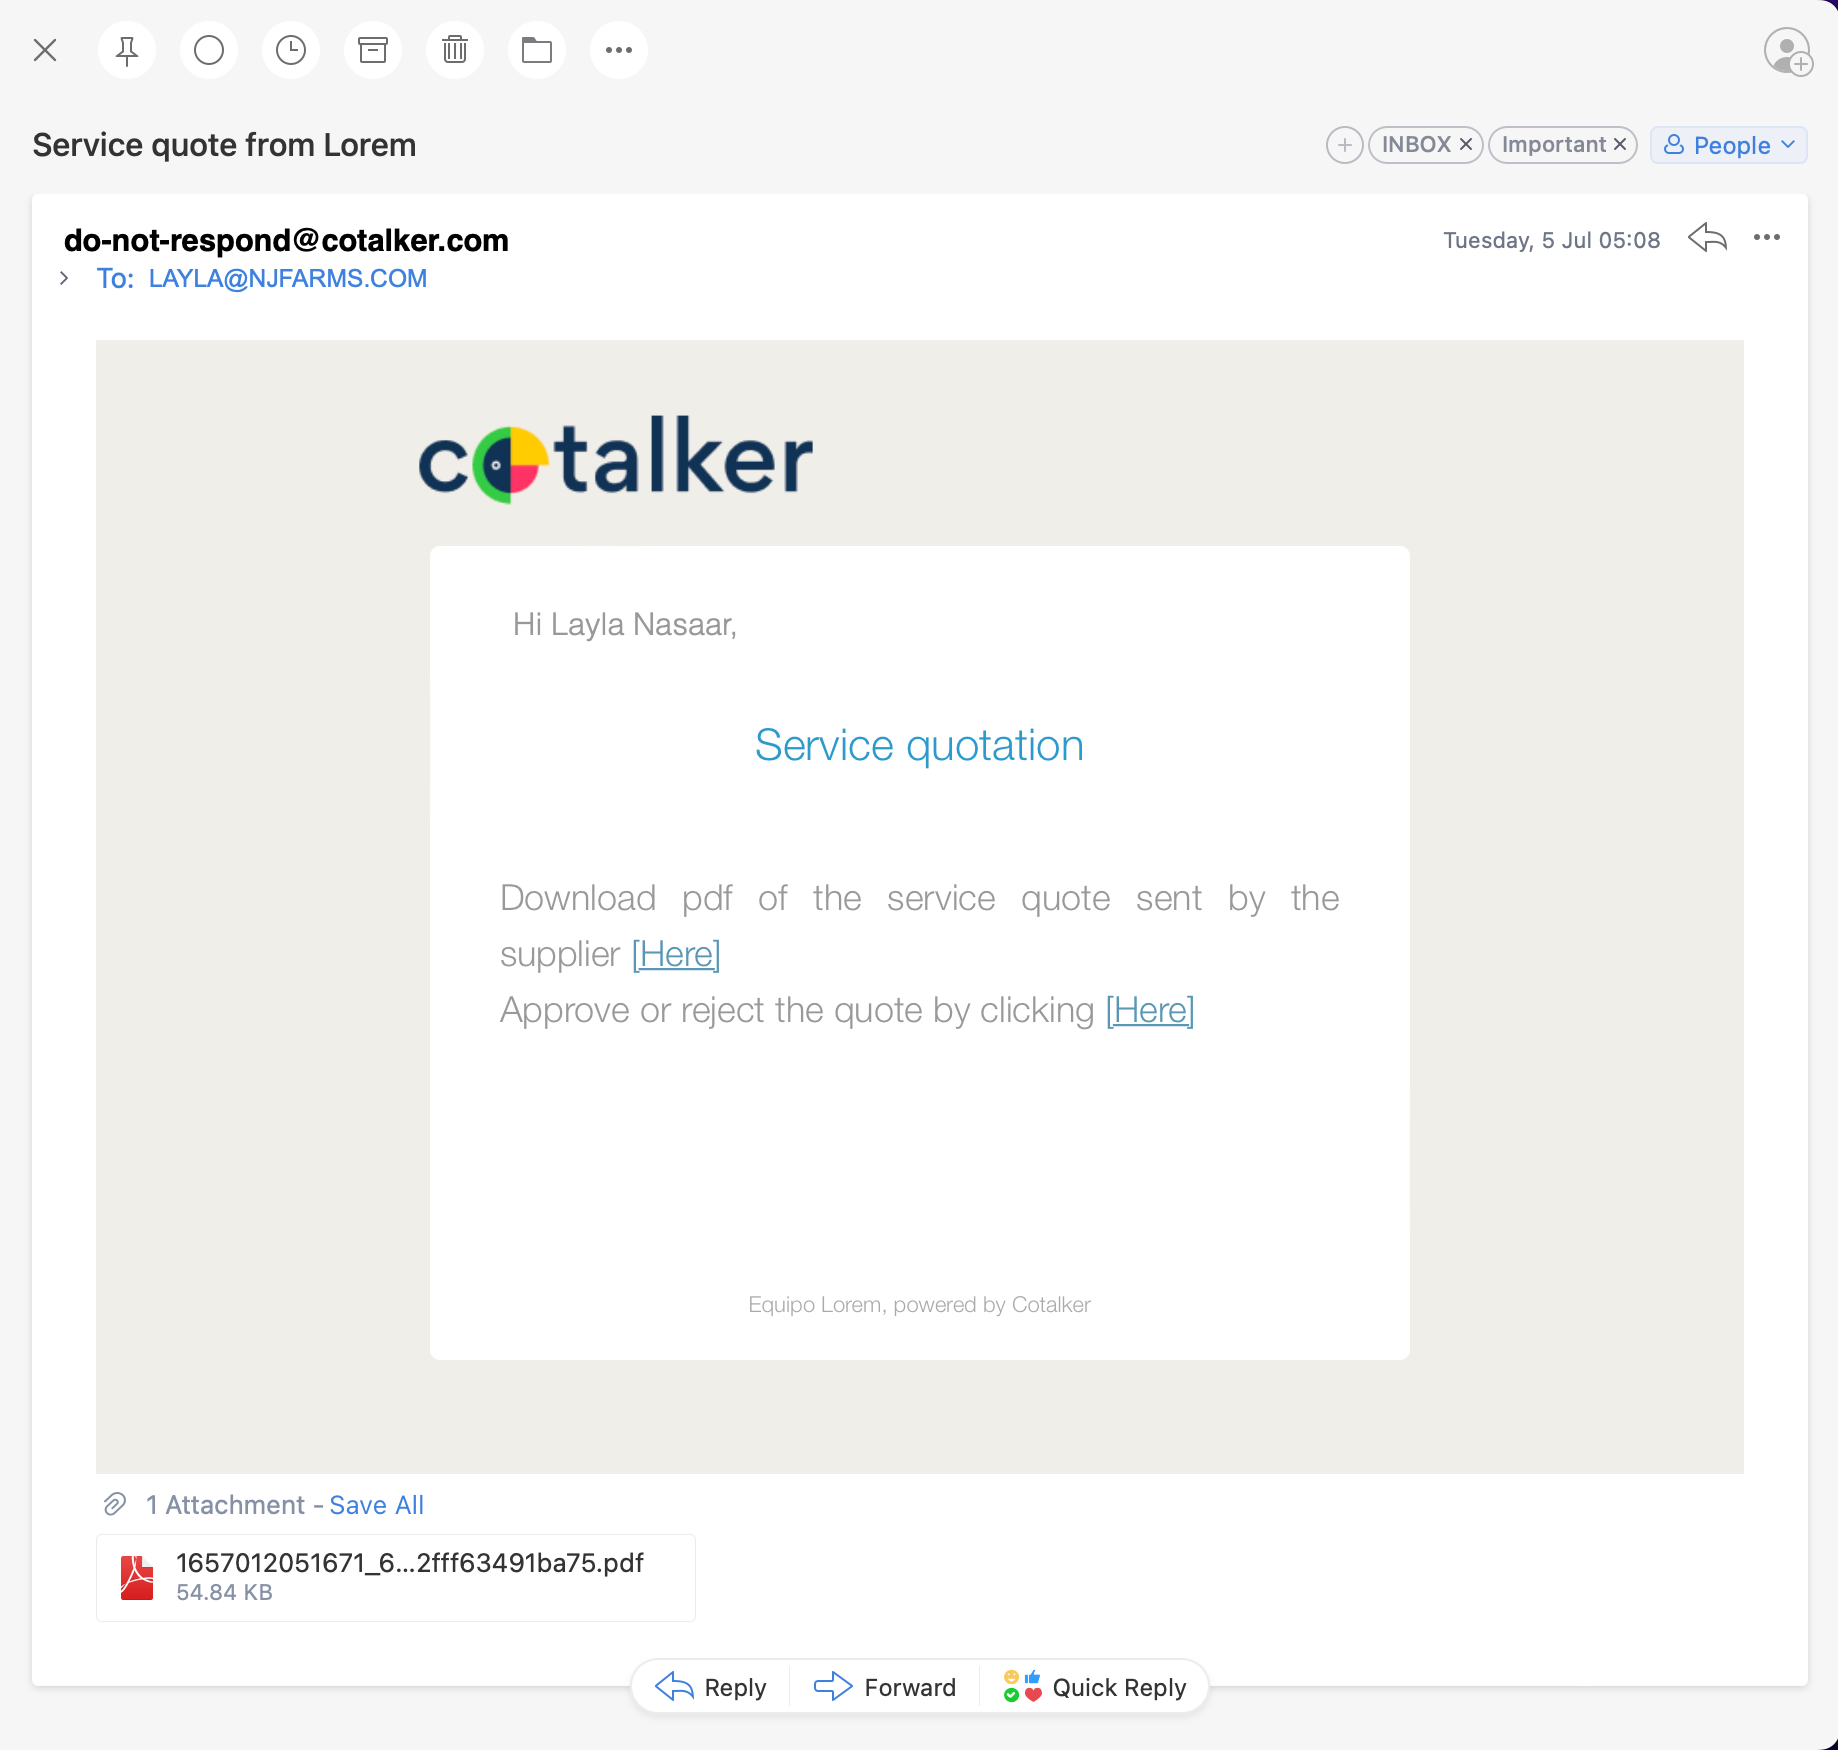 Service quote from Lorem
INBOX
Important
People
do-not-respond@cotalker.com
Tuesday, 5 Jul 05:08
To: LAYLA@NJFARMS.COM
cotalker
Hi Layla Nasaar,
Service quotation
Download pdf of the service quote sent by the
supplier [Here]
Approve or reject the quote by clicking [Here]
Equipo Lorem, powered by Cotalker
1 Attachment - Save All
1657012051671_6...2fff63491ba75.pdf
54.84 KB
Reply
Forward
Quick Reply